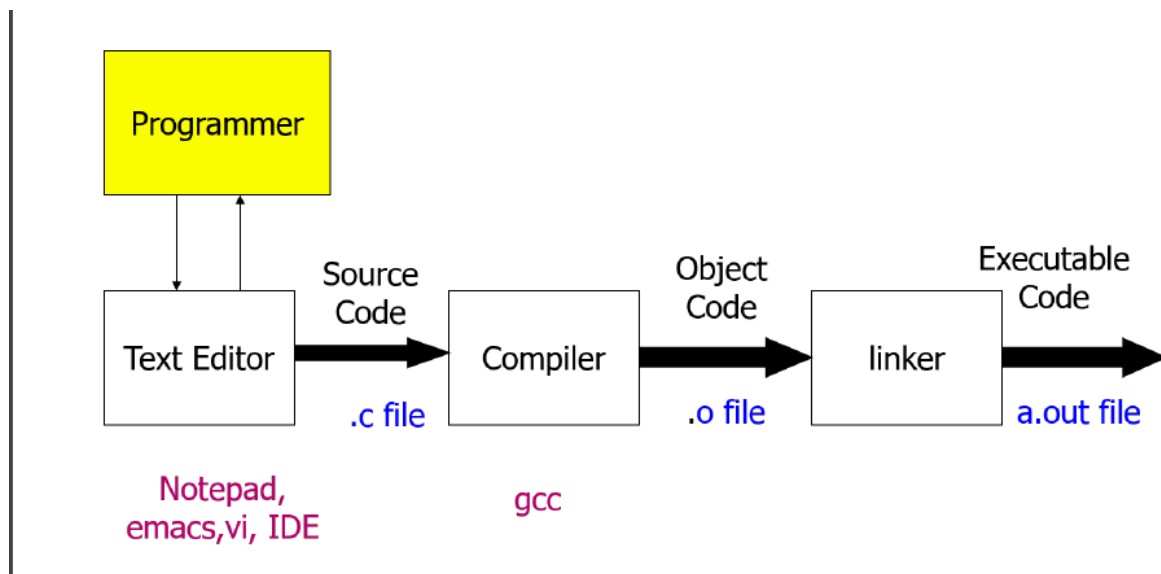 Programmer
Text Editor
Source
Code
.c file
Compiler
Object
Code
.o file
linker
Executable
Code
a.out file
Notepad,
emacs,vi, IDE
gcc